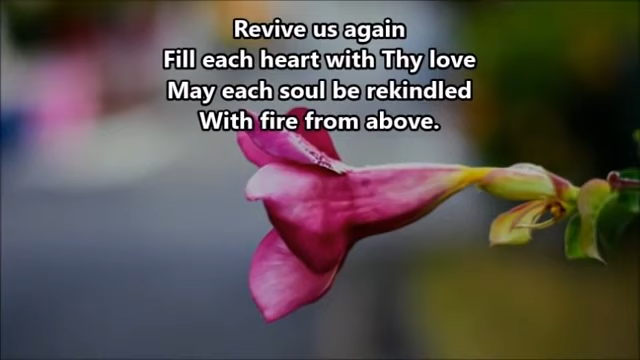 Revive us again
Fill each heart with Thy love
May each soul be rekindled
With fire from above.